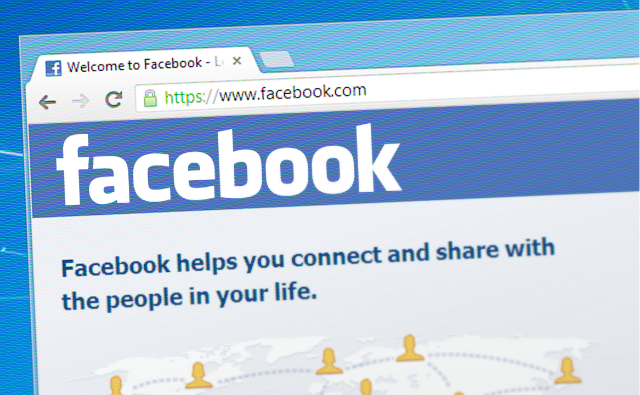 Welcome to Facebook - L
https://www.facebook.com
facebook
Facebook helps you connect and share with
the people in your life.